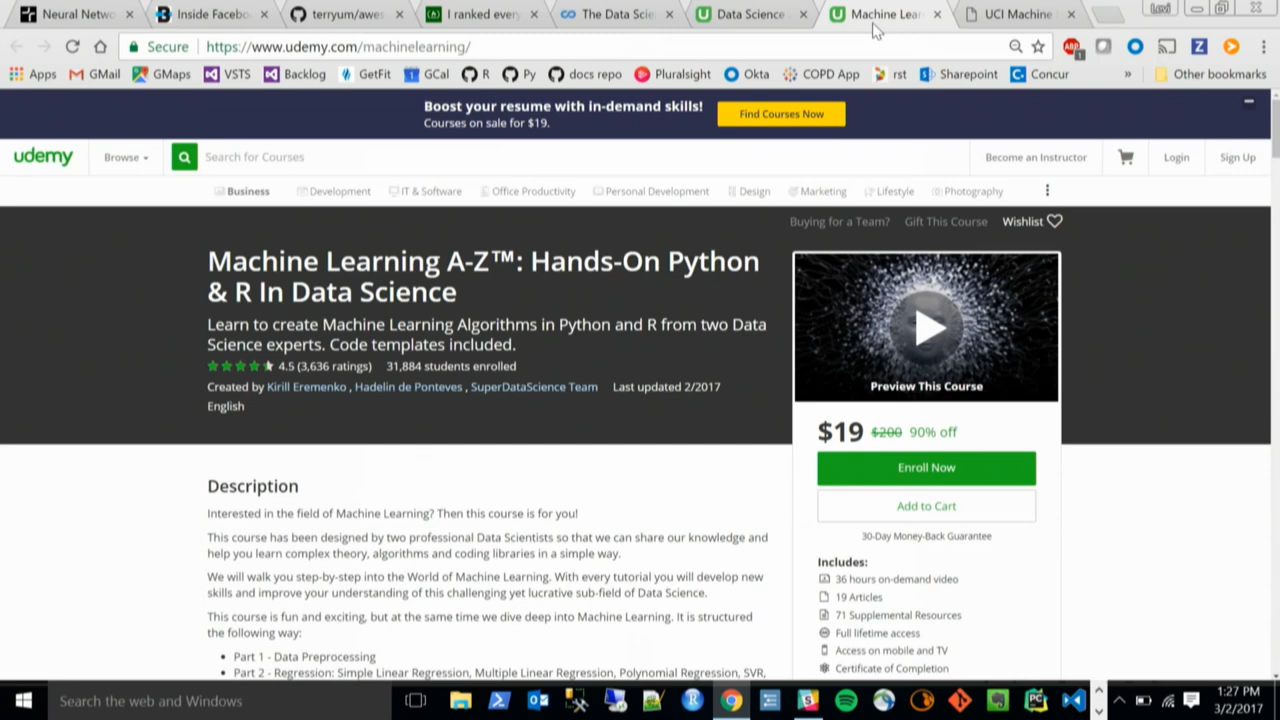 Neural Netwo
Inside Facebo
terryum/awes
I ranked every
The Data Scie
Data Science
Machine Lear
UCI Machine
Levi
Secure
https://www.udemy.com/machinelearning/
ABP
1
Z
Apps
GMail
GMaps
VSTS
Backlog
GetFit
GCal
R
Py
docs repo
Pluralsight
Okta
COPD App
rst
Sharepoint
Concur
»
Other bookmarks
Boost your resume with in-demand skills!
Courses on sale for $19.
Find Courses Now
udemy
Browse
Search for Courses
Become an Instructor
Login
Sign Up
Business
Development
IT & Software
Office Productivity
Personal Development
Design
Marketing
Lifestyle
Photography
Buying for a Team?
Gift This Course
Wishlist
Machine Learning A-Z™: Hands-On Python
& R In Data Science
Learn to create Machine Learning Algorithms in Python and R from two Data
Science experts. Code templates included.
4.5 (3,636 ratings)
31,884 students enrolled
Created by Kirill Eremenko , Hadelin de Ponteves , SuperDataScience Team
Last updated 2/2017
English
Preview This Course
$19 $200 90% off
Enroll Now
Add to Cart
30-Day Money-Back Guarantee
Includes:
36 hours on-demand video
19 Articles
71 Supplemental Resources
Full lifetime access
Access on mobile and TV
Certificate of Completion
Description
Interested in the field of Machine Learning? Then this course is for you!
This course has been designed by two professional Data Scientists so that we can share our knowledge and
help you learn complex theory, algorithms and coding libraries in a simple way.
We will walk you step-by-step into the World of Machine Learning. With every tutorial you will develop new
skills and improve your understanding of this challenging yet lucrative sub-field of Data Science.
This course is fun and exciting, but at the same time we dive deep into Machine Learning. It is structured
the following way:
• Part 1 - Data Preprocessing
• Part 2 - Regression: Simple Linear Regression, Multiple Linear Regression, Polynomial Regression, SVR,
Search the web and Windows
1:27 PM
3/2/2017